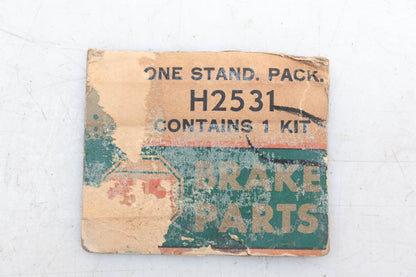 ONE STAND. PACK.
H2531
CONTAINS 1 KIT
BRAKE
PARTS